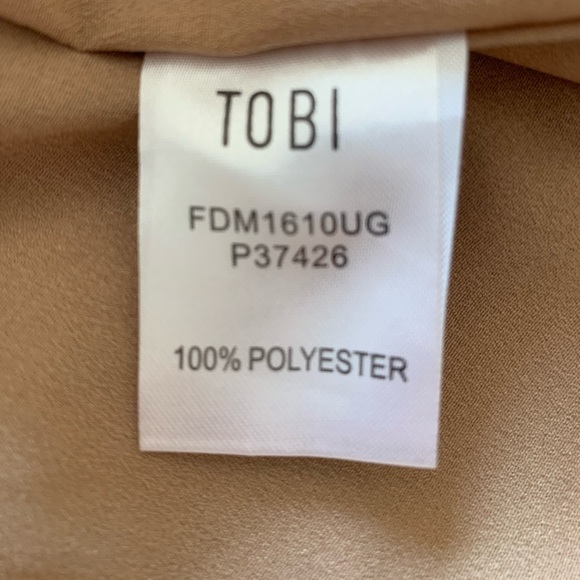 TOBI
FDM1610UG
P37426
100% POLYESTER